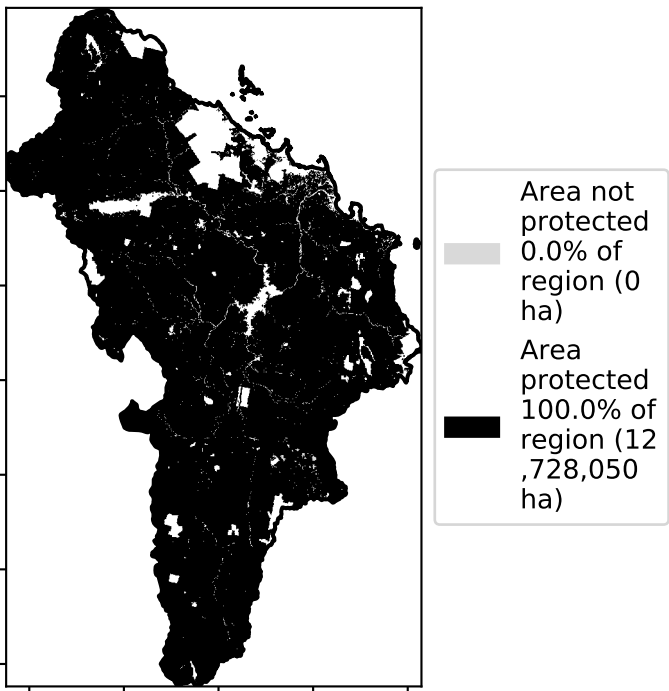 Area not
protected
0.0% of
region (0
ha)
Area
protected
100.0% of
region (12
,728,050
ha)